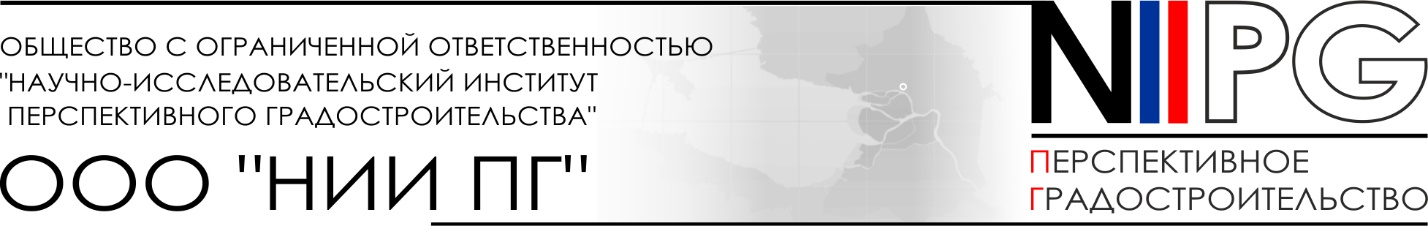 ОБЩЕСТВО С ОГРАНИЧЕННОЙ ОТВЕТСТВЕННОСТЬЮ
"НАУЧНО-ИССЛЕДОВАТЕЛЬСКИЙ ИНСТИТУТ
ПЕРСПЕКТИВНОГО ГРАДОСТРОИТЕЛЬСТВА"
ООО "НИИ ПГ"
NIIPG
ПЕРСПЕКТИВНОЕ
ГРАДОСТРОИТЕЛЬСТВО